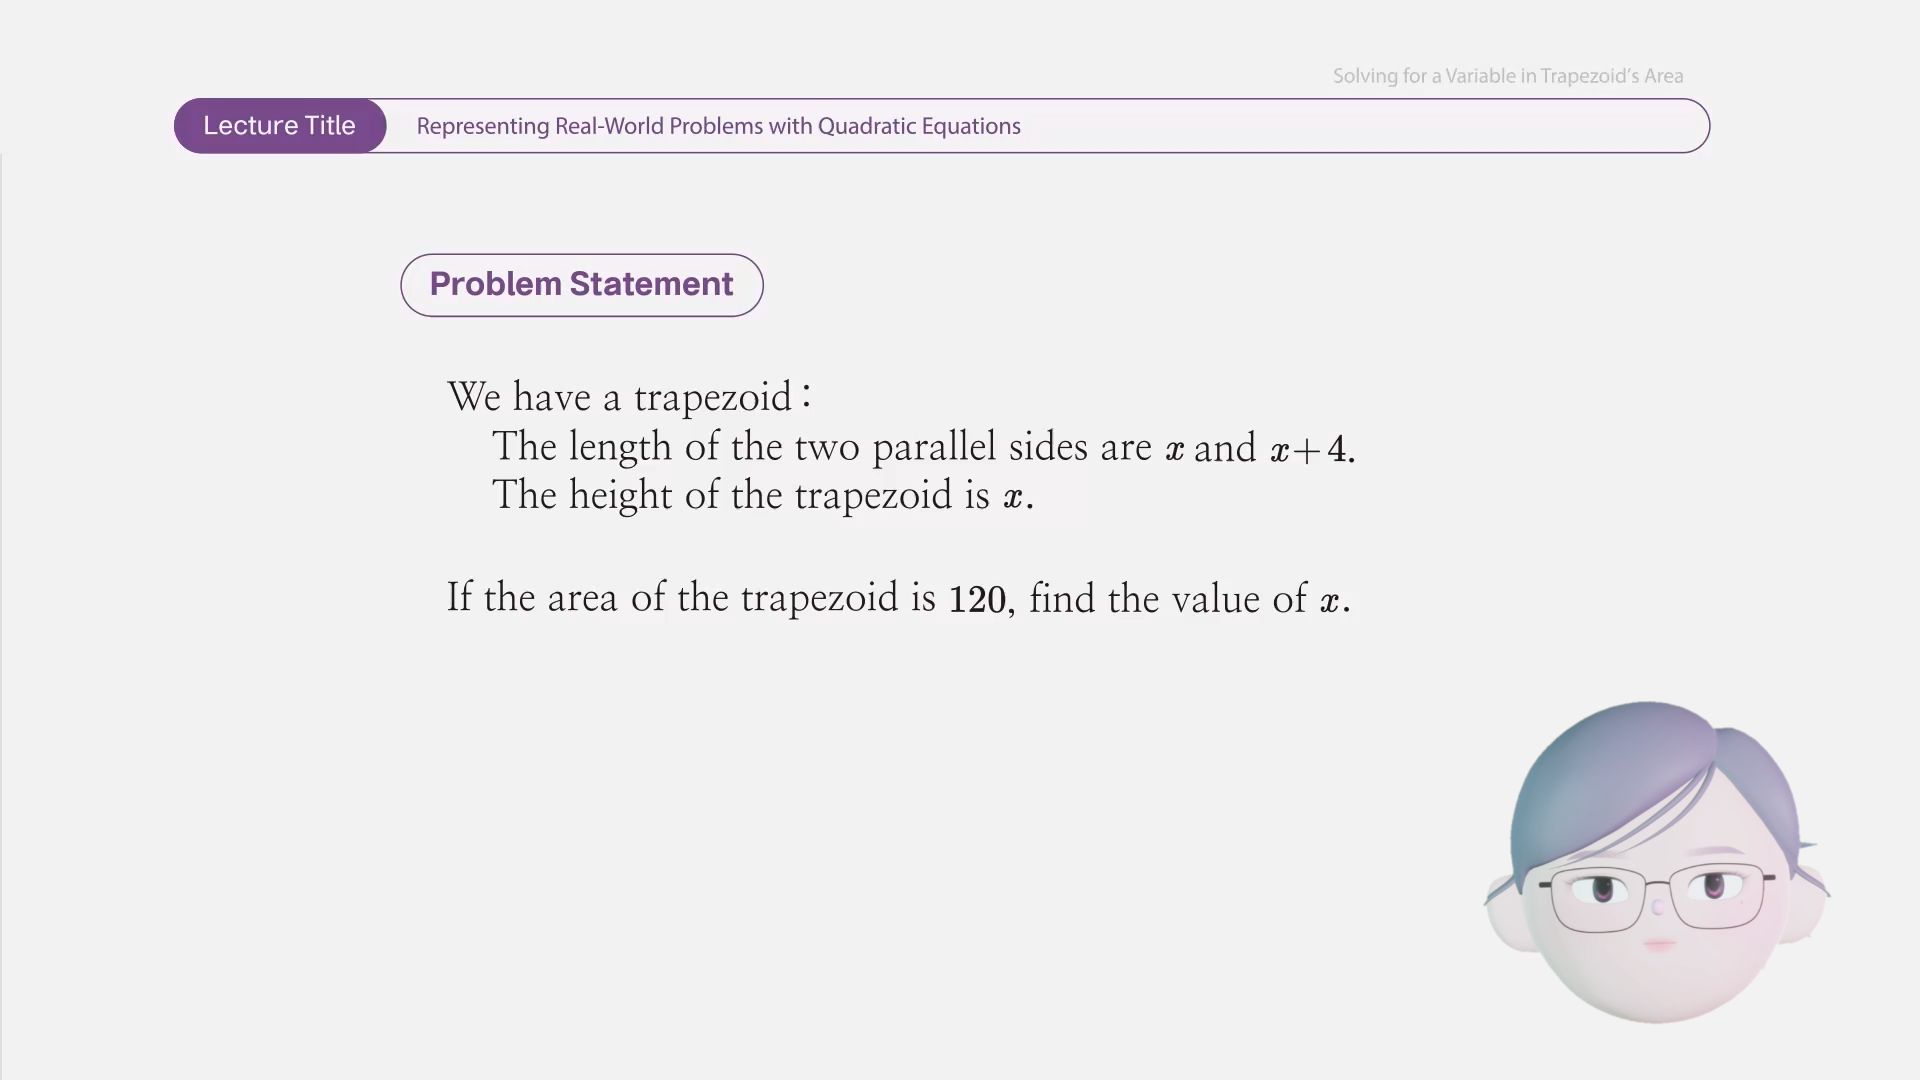 Solving for a Variable in Trapezoid's Area
Lecture Title Representing Real-World Problems with Quadratic Equations
Problem Statement
We have a trapezoid:
The length of the two parallel sides are x and x+4.
The height of the trapezoid is x.
If the area of the trapezoid is 120, find the value of x.